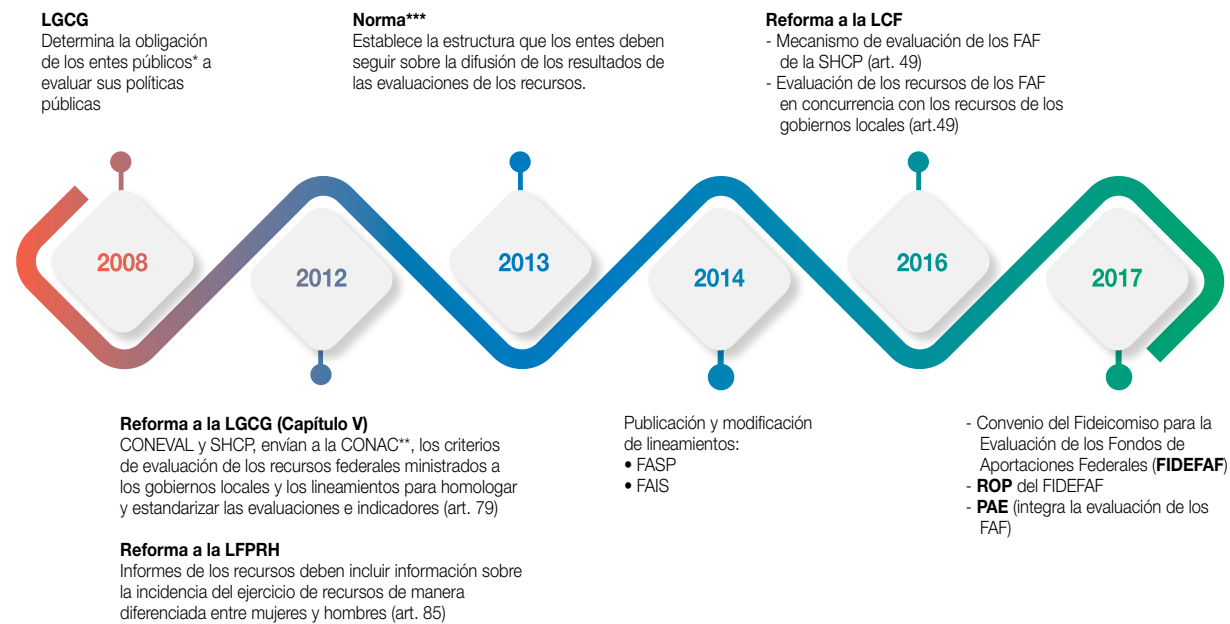 LGCG
Determina la obligación
de los entes públicos* a
evaluar sus políticas
públicas
Norma***
Establece la estructura que los entes deben
seguir sobre la difusión de los resultados de
las evaluaciones de los recursos.
Reforma a la LCF
- Mecanismo de evaluación de los FAF
de la SHCP (art. 49)
- Evaluación de los recursos de los FAF
en concurrencia con los recursos de los
gobiernos locales (art.49)
2008
2012
2013
2014
2016
2017
Reforma a la LGCG (Capítulo V)
CONEVAL y SHCP, envían a la CONAC**, los criterios
de evaluación de los recursos federales ministrados a
los gobiernos locales y los lineamientos para homologar
y estandarizar las evaluaciones e indicadores (art. 79)
Reforma a la LFPRH
Informes de los recursos deben incluir información sobre
la incidencia del ejercicio de recursos de manera
diferenciada entre mujeres y hombres (art. 85)
Publicación y modificación
de lineamientos:
• FASP
• FAIS
- Convenio del Fideicomiso para la
Evaluación de los Fondos de
Aportaciones Federales (FIDEFAF)
- ROP del FIDEFAF
- PAE (integra la evaluación de los
FAF)